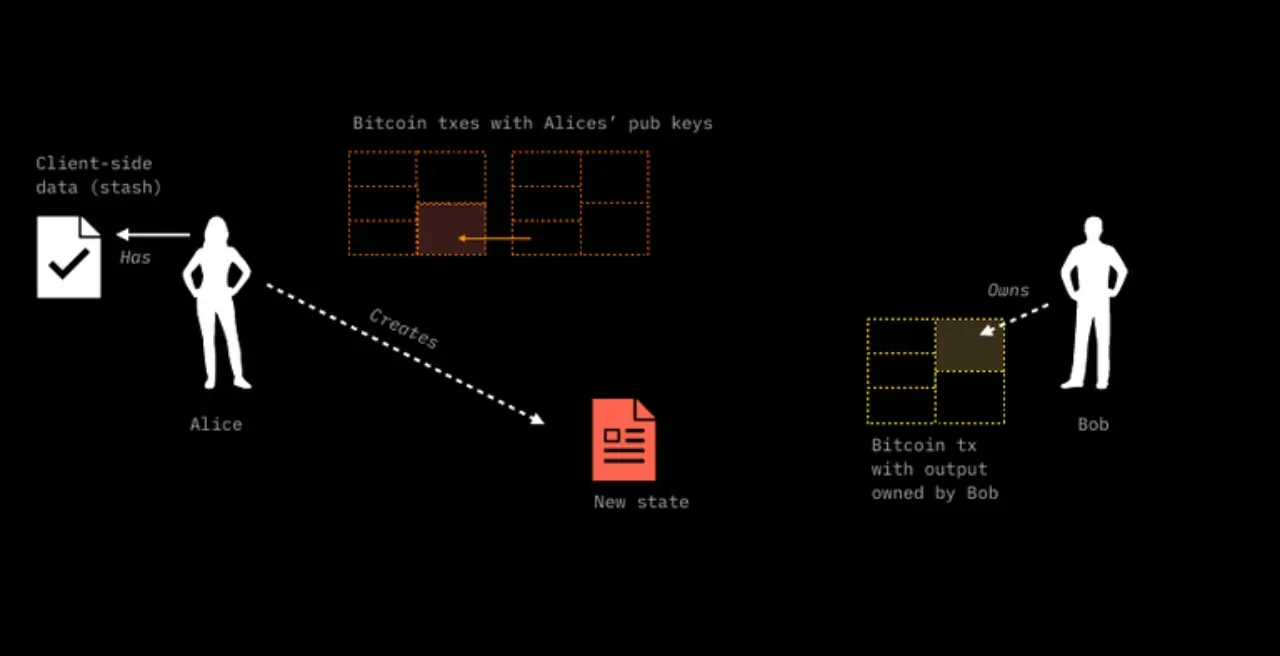 Bitcoin txes with Alices’ pub keys
Client-side
data (stash)
Has
Creates
Owns
Alice
Bob
Bitcoin tx
with output
owned by Bob
New state